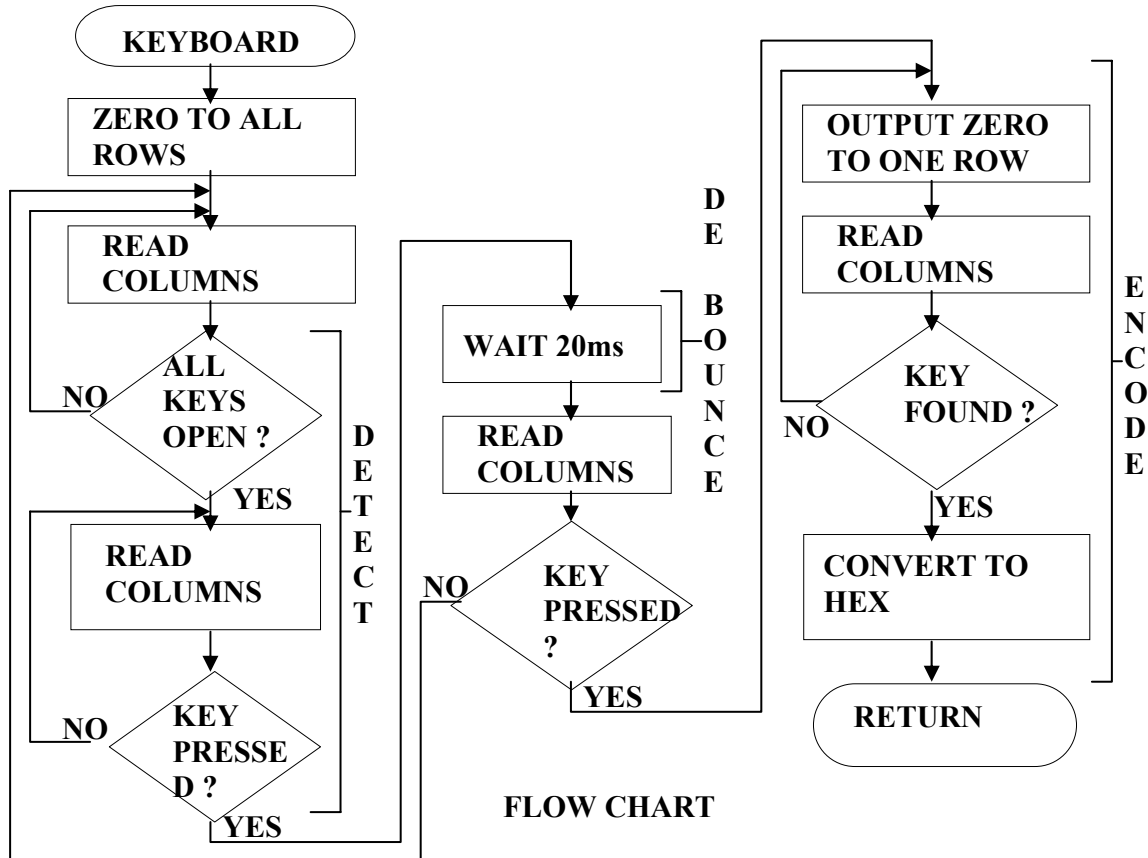 KEYBOARD
ZERO TO ALL
ROWS
READ
COLUMNS
ALL
KEYS
OPEN ?
NO
YES
READ
COLUMNS
KEY
PRESSE
D ?
NO
YES
D
E
T
E
C
T
WAIT 20ms
READ
COLUMNS
KEY
PRESSED
?
NO
YES
D
E
B
O
U
N
C
E
OUTPUT ZERO
TO ONE ROW
READ
COLUMNS
KEY
FOUND ?
NO
YES
CONVERT TO
HEX
RETURN
E
N
C
O
D
E
FLOW CHART